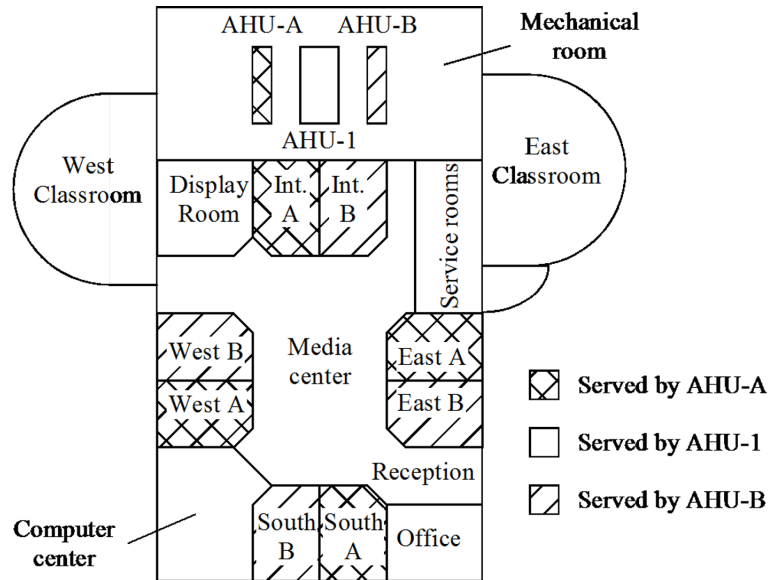 AHU-A
AHU-B
Mechanical
room
AHU-1
West
Classroom
East
Classroom
Display
Room
Int.
A
Int.
B
Service rooms
West B
Media
center
East A
West A
East B
Served by AHU-A
Served by AHU-1
Served by AHU-B
Reception
Computer
center
South
B
South
A
Office